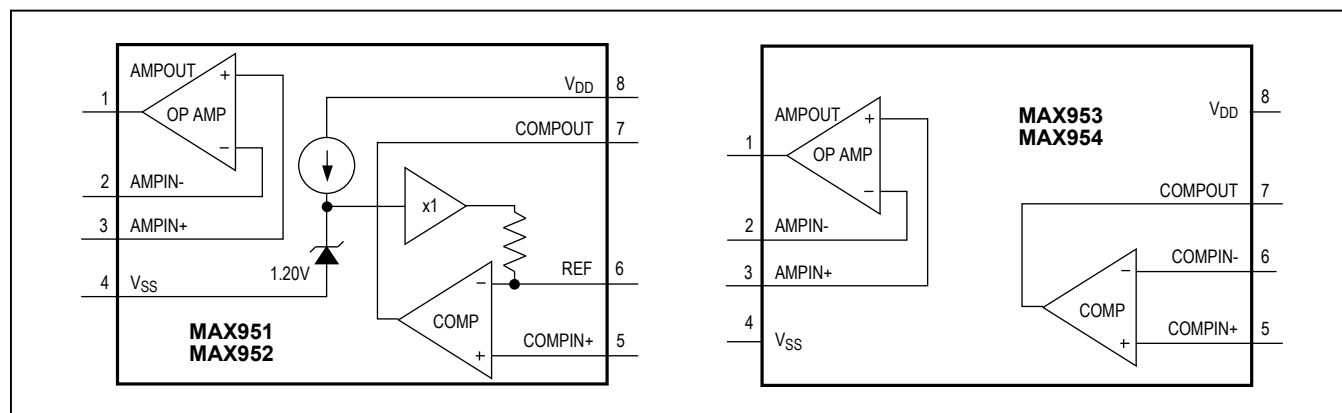 AMPOUT
+
1
OP AMP
−
2
AMPIN-
3
AMPIN+
4
VSS
1.20V
MAX951
MAX952
VDD
8
COMPOUT
7
x1
REF
6
−
COMP
+
COMPIN+
5
AMPOUT
+
1
OP AMP
−
2
AMPIN-
3
AMPIN+
4
VSS
MAX953
MAX954
VDD
8
COMPOUT
7
COMPIN-
6
−
COMP
+
COMPIN+
5